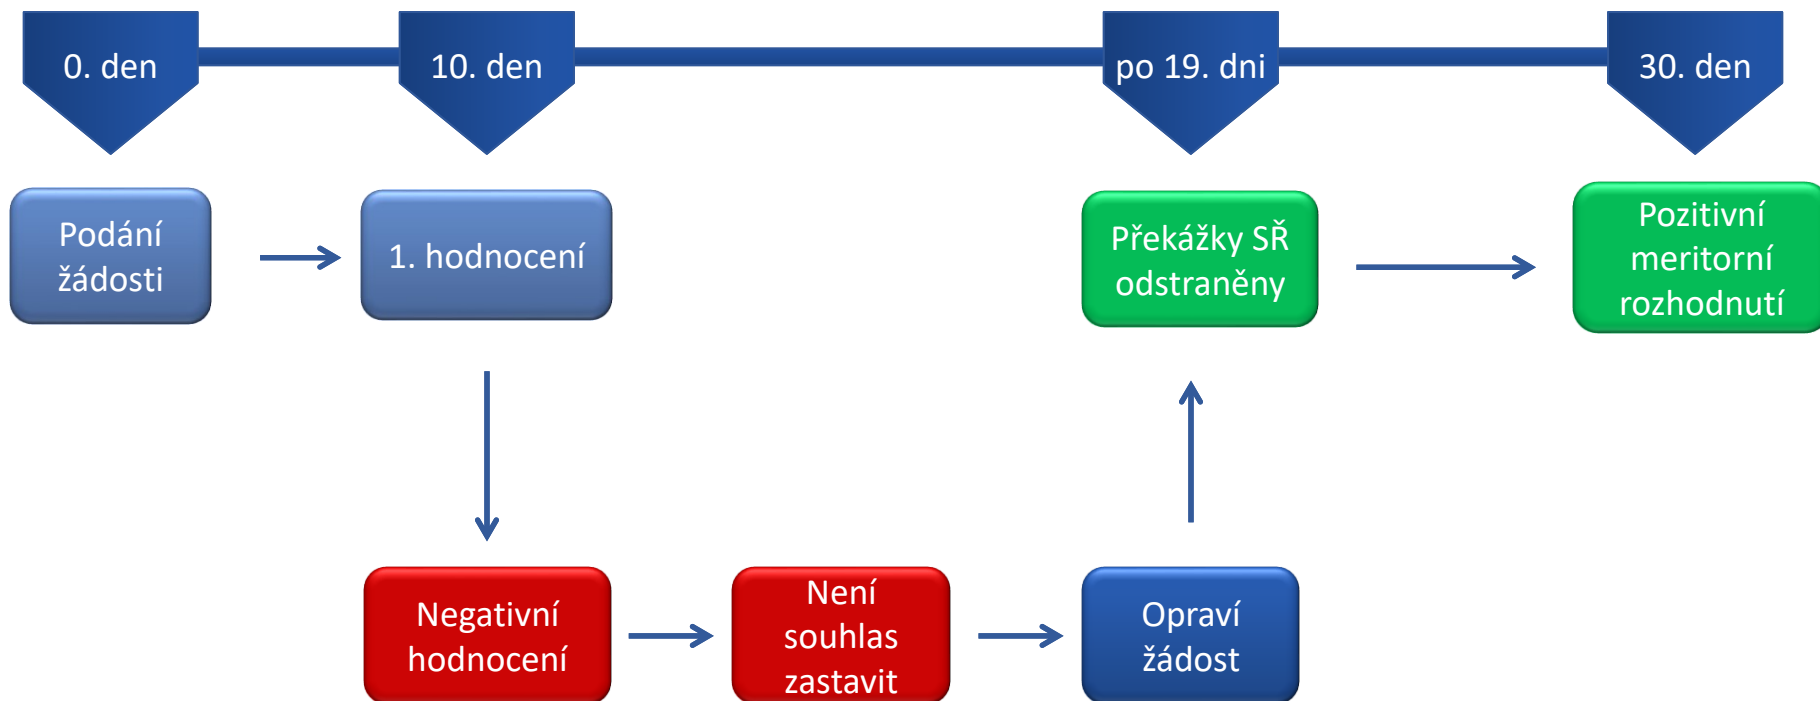 0. den
10. den
po 19. dni
30. den
Podání
žádosti
1. hodnocení
Překážky SŘ
odstraněny
Pozitivní
meritorní
rozhodnutí
Negativní
hodnocení
Není
souhlas
zastavit
Opraví
žádost